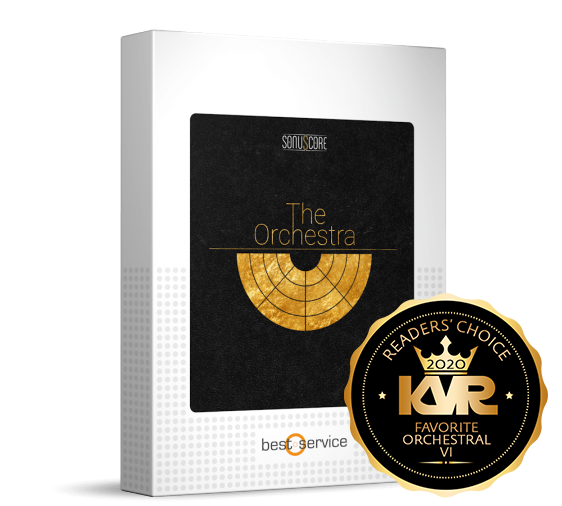 SONUSCORE
The
Orchestra
best service
READERS' CHOICE
2020
KVR
FAVORITE
ORCHESTRAL
VI